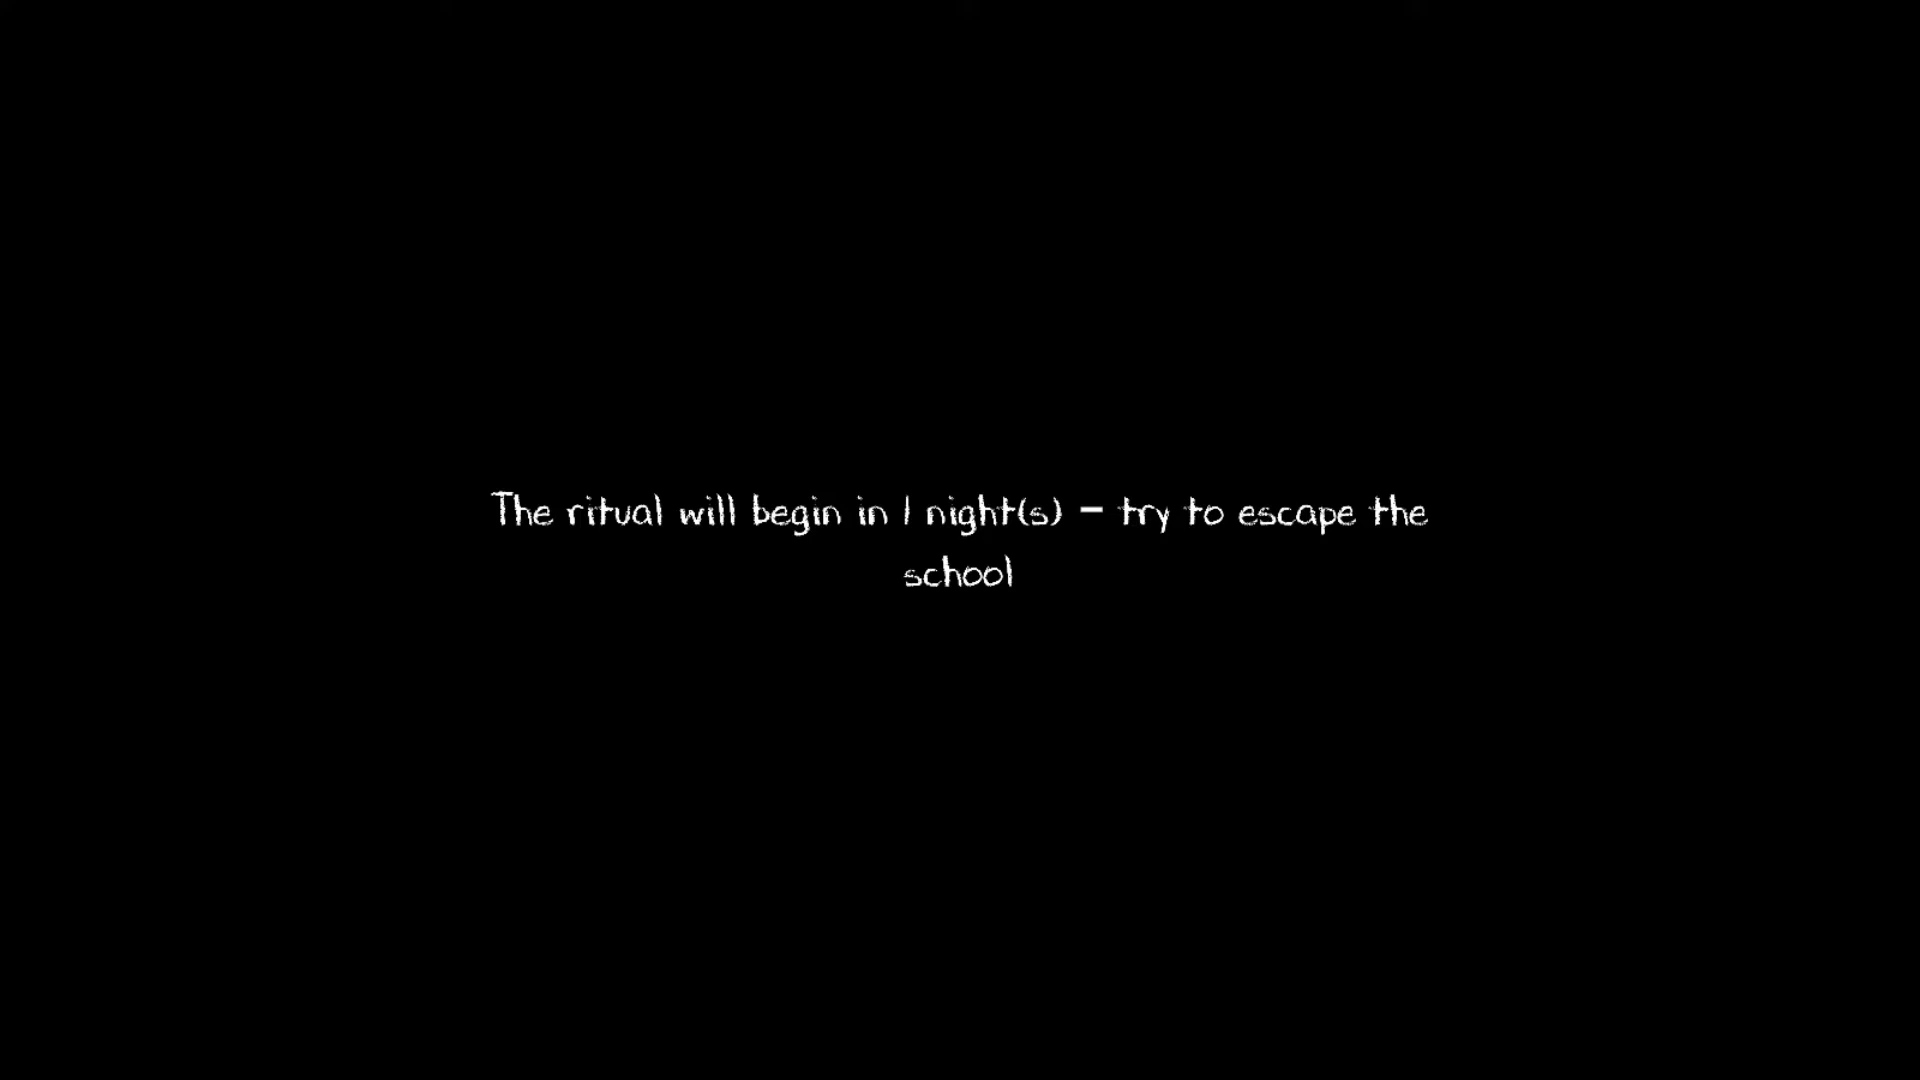 The ritual will begin in 1 night(s) - try to escape the
school